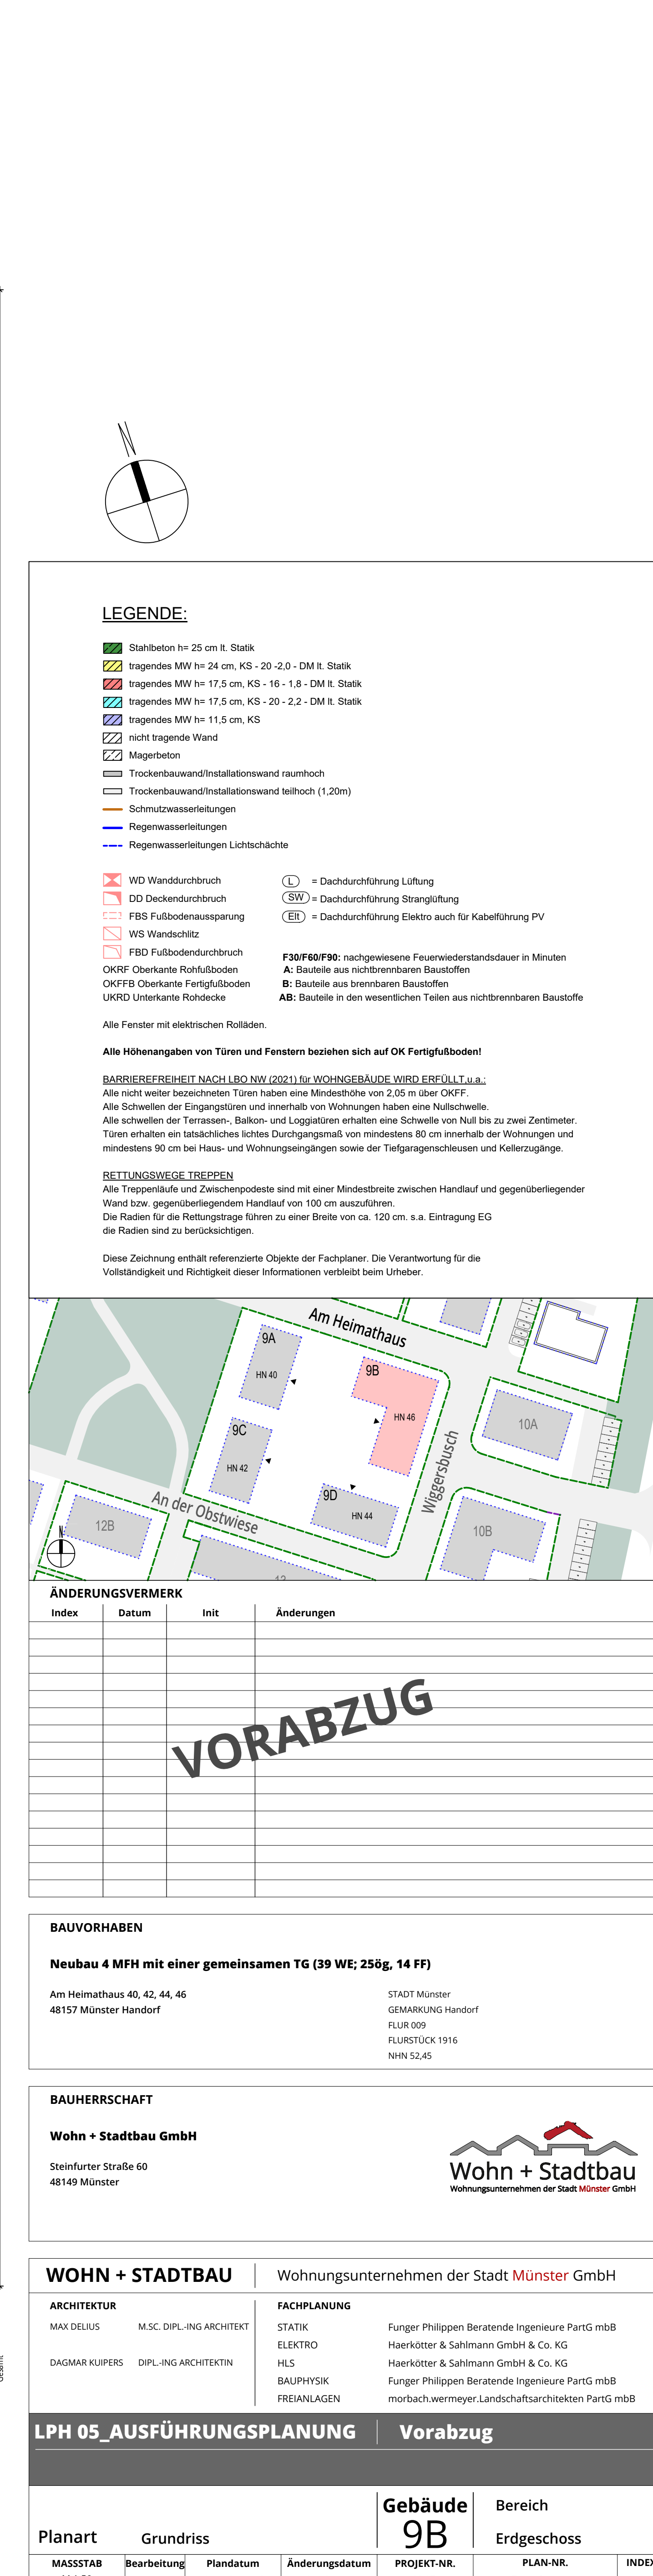 N
LEGENDE:
Stahlbeton h= 25 cm lt. Statik
tragendes MW h= 24 cm, KS - 20 -2,0 - DM lt. Statik
tragendes MW h= 17,5 cm, KS - 16 - 1,8 - DM lt. Statik
tragendes MW h= 17,5 cm, KS - 20 - 2,2 - DM lt. Statik
tragendes MW h= 11,5 cm, KS
nicht tragende Wand
Magerbeton
Trockenbauwand/Installationswand raumhoch
Trockenbauwand/Installationswand teilhoch (1,20m)
Schmutzwasserleitungen
Regenwasserleitungen
Regenwasserleitungen Lichtschächte
WD Wanddurchbruch
DD Deckendurchbruch
FBS Fußbodenaussparung
WS Wandschlitz
FBD Fußbodendurchbruch
L = Dachdurchführung Lüftung
SW = Dachdurchführung Stranglüftung
Elt = Dachdurchführung Elektro auch für Kabelführung PV
OKRF Oberkante Rohfußboden
OKFFB Oberkante Fertigfußboden
UKRD Unterkante Rohdecke
F30/F60/F90: nachgewiesene Feuerwiederstandsdauer in Minuten
A: Bauteile aus nichtbrennbaren Baustoffen
B: Bauteile aus brennbaren Baustoffen
AB: Bauteile in den wesentlichen Teilen aus nichtbrennbaren Baustoffe
Alle Fenster mit elektrischen Rolläden.
Alle Höhenangaben von Türen und Fenstern beziehen sich auf OK Fertigfußboden!
BARRIEREFREIHEIT NACH LBO NW (2021) für WOHNGEBÄUDE WIRD ERFÜLLT,u.a.:
Alle nicht weiter bezeichneten Türen haben eine Mindesthöhe von 2,05 m über OKFF.
Alle Schwellen der Eingangstüren und innerhalb von Wohnungen haben eine Nullschwelle.
Alle schwellen der Terrassen-, Balkon- und Loggiatüren erhalten eine Schwelle von Null bis zu zwei Zentimeter.
Türen erhalten ein tatsächliches lichtes Durchgangsmaß von mindestens 80 cm innerhalb der Wohnungen und
mindestens 90 cm bei Haus- und Wohnungseingängen sowie der Tiefgaragenschleusen und Kellerzugänge.
RETTUNGSWEGE TREPPEN
Alle Treppenläufe und Zwischenpodeste sind mit einer Mindestbreite zwischen Handlauf und gegenüberliegender
Wand bzw. gegenüberliegendem Handlauf von 100 cm auszuführen.
Die Radien für die Rettungstrage führen zu einer Breite von ca. 120 cm. s.a. Eintragung EG
die Radien sind zu berücksichtigen.
Diese Zeichnung enthält referenzierte Objekte der Fachplaner. Die Verantwortung für die
Vollständigkeit und Richtigkeit dieser Informationen verbleibt beim Urheber.
Am Heimathaus
9A
HN 40
9B
HN 46
9C
HN 42
9D
HN 44
10A
10B
12B
12
Wiggersbusch
An der Obstwiese
N
ÄNDERUNGSVERMERK
Index Datum Init Änderungen
VORABZUG
BAUVORHABEN
Neubau 4 MFH mit einer gemeinsamen TG (39 WE; 25ög, 14 FF)
Am Heimathaus 40, 42, 44, 46
48157 Münster Handorf
STADT Münster
GEMARKUNG Handorf
FLUR 009
FLURSTÜCK 1916
NHN 52,45
BAUHERRSCHAFT
Wohn + Stadtbau GmbH
Steinfurter Straße 60
48149 Münster
Wohn + Stadtbau
Wohnungsunternehmen der Stadt Münster GmbH
WOHN + STADTBAU Wohnungsunternehmen der Stadt Münster GmbH
ARCHITEKTUR
MAX DELIUS M.SC. DIPL.-ING ARCHITEKT
DAGMAR KUIPERS DIPL.-ING ARCHITEKTIN
FACHPLANUNG
STATIK Funger Philippen Beratende Ingenieure PartG mbB
ELEKTRO Haerkötter & Sahlmann GmbH & Co. KG
HLS Haerkötter & Sahlmann GmbH & Co. KG
BAUPHYSIK Funger Philippen Beratende Ingenieure PartG mbB
FREIANLAGEN morbach.wermeyer.Landschaftsarchitekten PartG mbB
LPH 05_AUSFÜHRUNGSPLANUNG Vorabzug
Planart Grundriss
Gebäude
9B
Bereich
Erdgeschoss
MASSSTAB Bearbeitung Plandatum Änderungsdatum PROJEKT-NR. PLAN-NR. INDEX